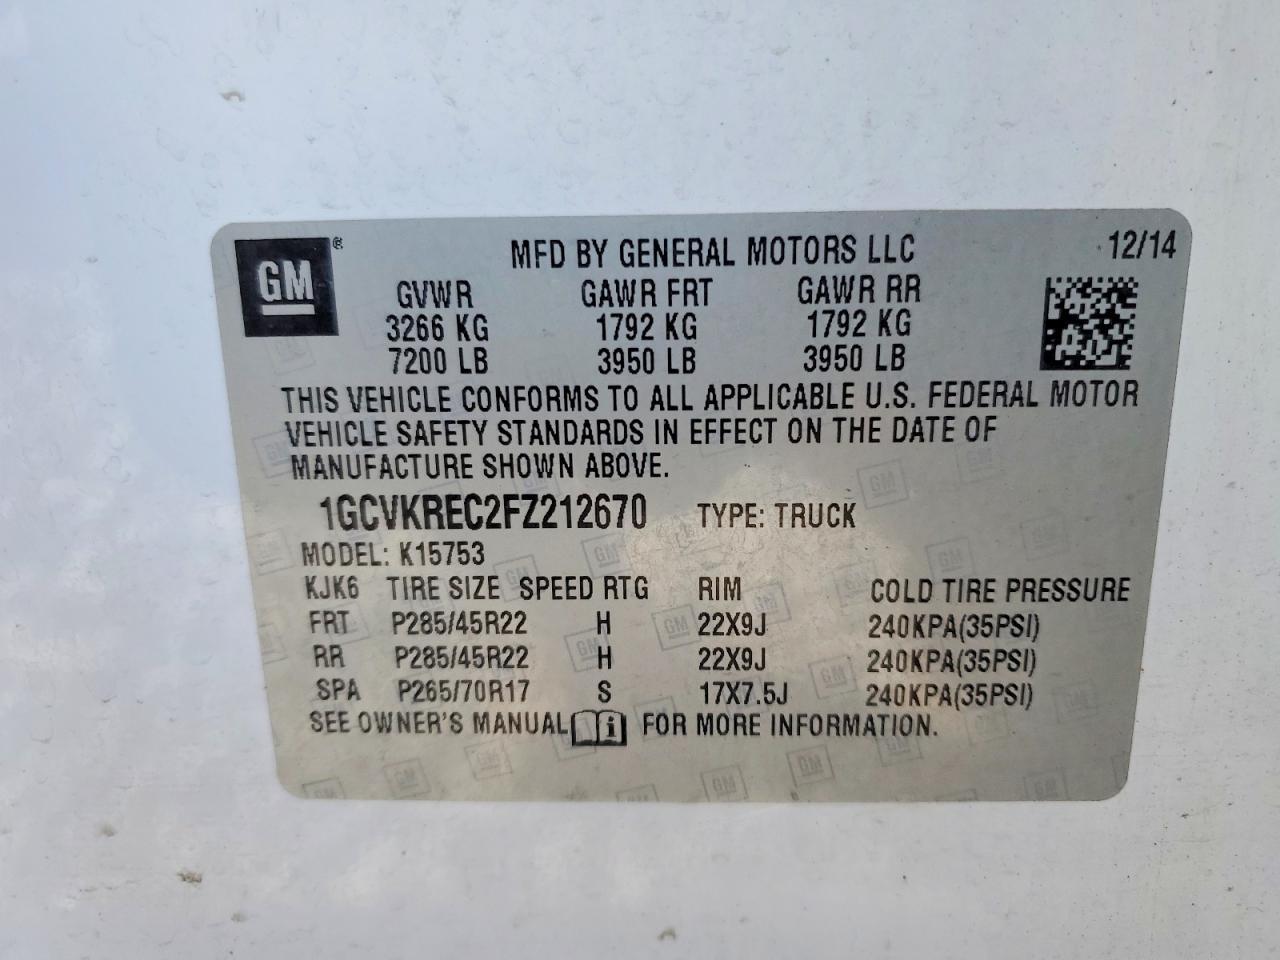 GM ® MFD BY GENERAL MOTORS LLC 12/14
GVWR GAWR FRT GAWR RR
3266 KG 1792 KG 1792 KG
7200 LB 3950 LB 3950 LB
THIS VEHICLE CONFORMS TO ALL APPLICABLE U.S. FEDERAL MOTOR
VEHICLE SAFETY STANDARDS IN EFFECT ON THE DATE OF
MANUFACTURE SHOWN ABOVE.
1GCVKREC2FZ212670 TYPE: TRUCK
MODEL: K15753
KJK6 TIRE SIZE SPEED RTG RIM COLD TIRE PRESSURE
FRT P285/45R22 H 22X9J 240KPA(35PSI)
RR P285/45R22 H 22X9J 240KPA(35PSI)
SPA P265/70R17 S 17X7.5J 240KPA(35PSI)
SEE OWNER'S MANUAL i FOR MORE INFORMATION.